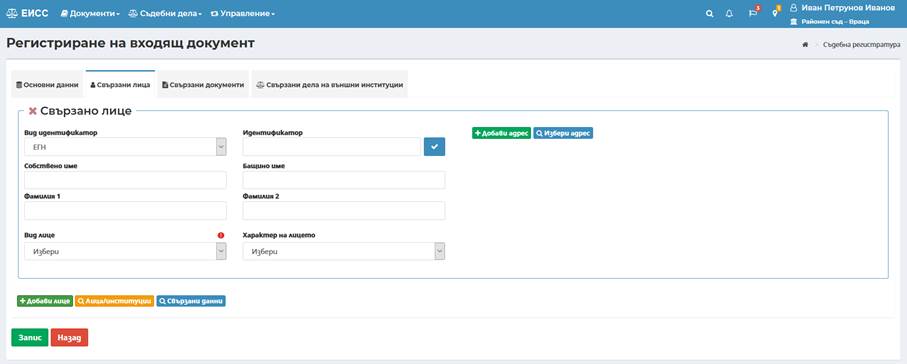 ЕИСС Документи Съдебни дела Управление 3 Иван Петрунов Иванов
Районен съд - Враца
Регистриране на входящ документ
Съдебна регистратура
Основни данни Свързани лица Свързани документи Свързани дела на външни институции
Свързано лице
Вид идентификатор Идентификатор
+ Добави адрес Избери адрес
ЕГН
Собствено име Бащино име
Фамилия 1 Фамилия 2
Вид лице Характер на лицето
Избери Избери
+ Добави лице Лица/институции Свързани данни
Запис Назад